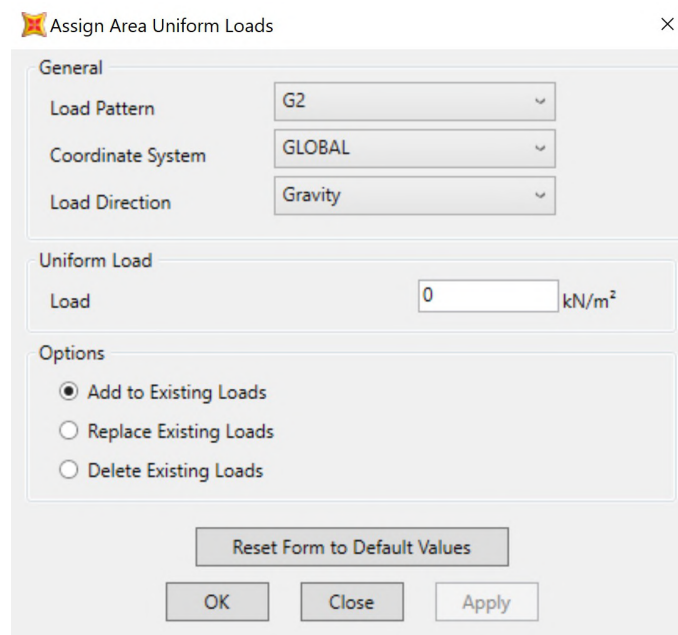 Assign Area Uniform Loads
General
Load Pattern G2
Coordinate System GLOBAL
Load Direction Gravity
Uniform Load
Load 0 kN/m²
Options
Add to Existing Loads
Replace Existing Loads
Delete Existing Loads
Reset Form to Default Values
OK Close Apply